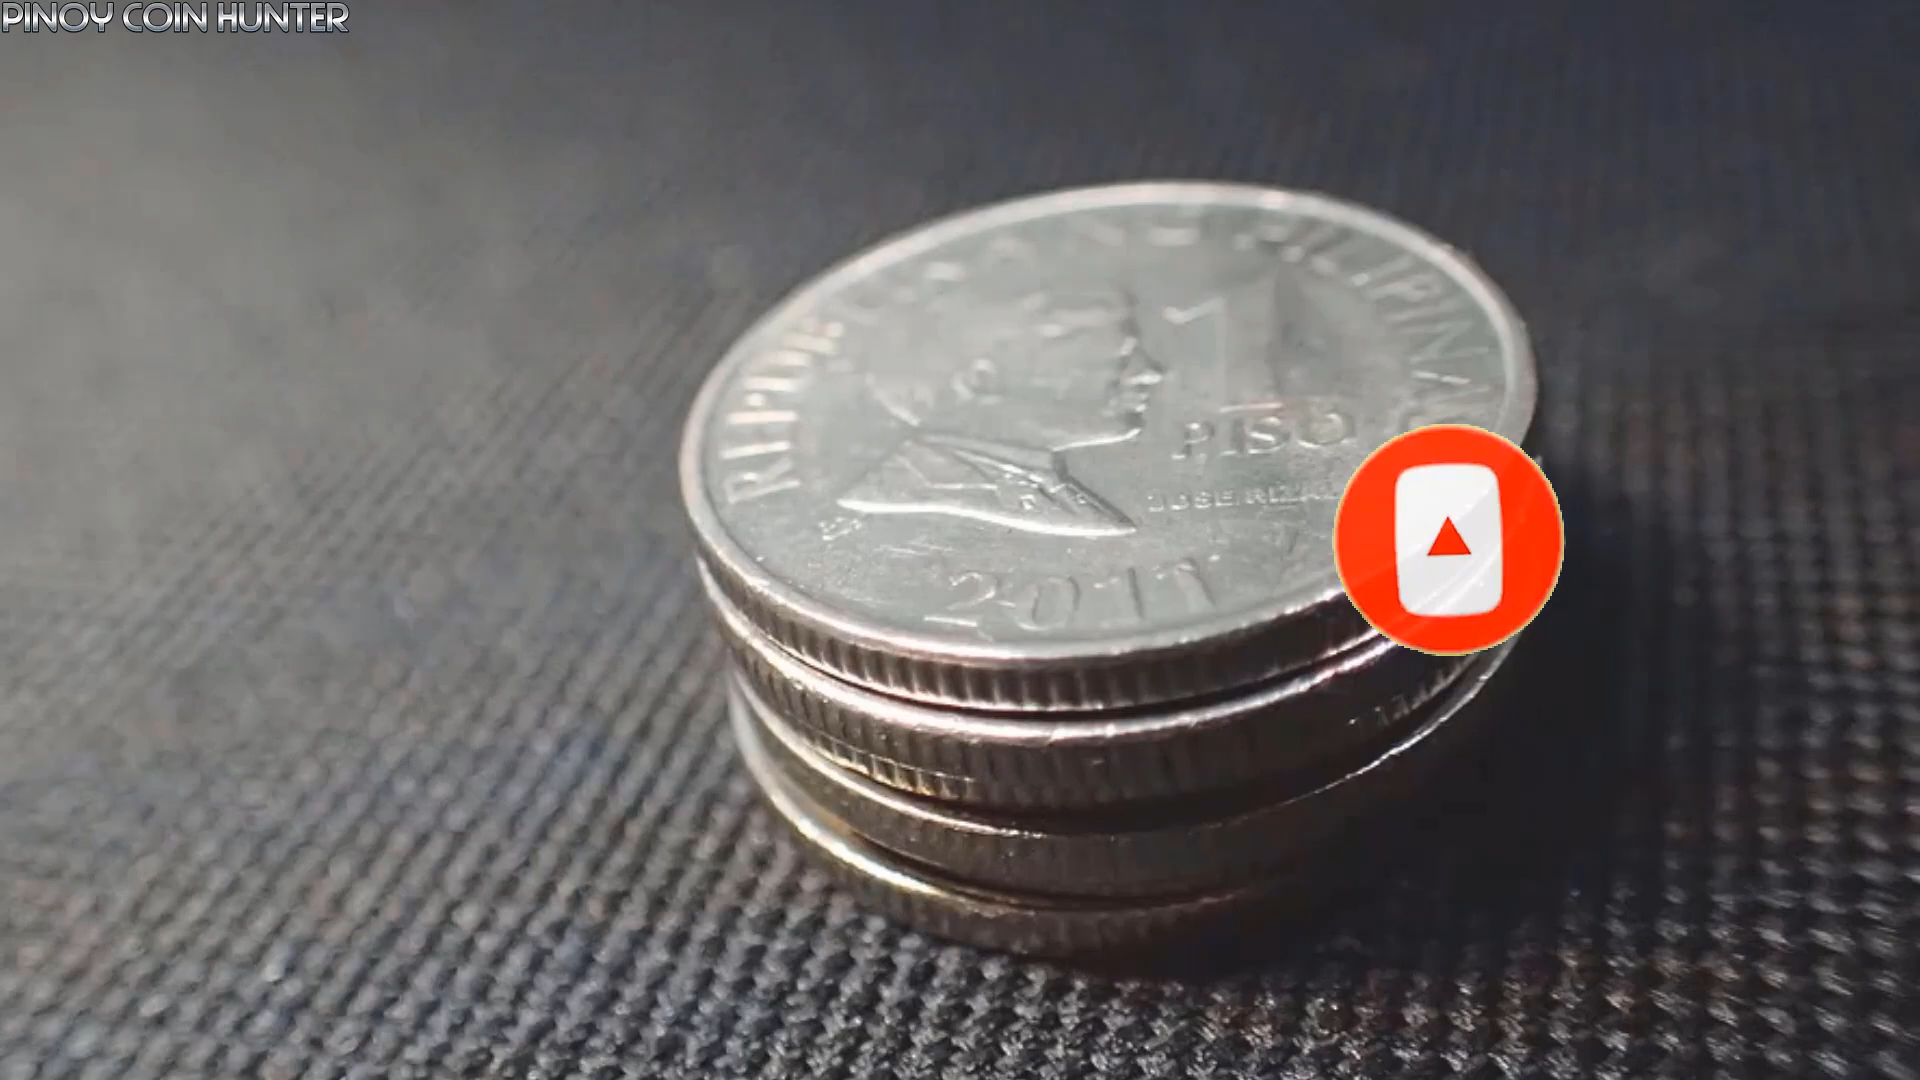 PINOY COIN HUNTER
REPUBLIKA NG PILIPINAS
1
PISO
JOSE RIZAL
2011